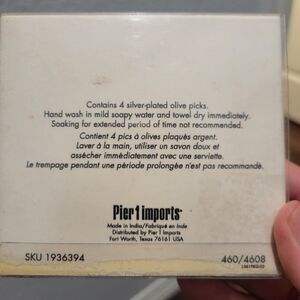 Contains 4 silver-plated olive picks.
Hand wash in mild soapy water and towel dry immediately.
Soaking for extended period of time not recommended.
Contient 4 pics à olives plaqués argent.
Laver à la main, utiliser un savon doux et
assécher immédiatement avec une serviette.
Le trempage pendant une période prolongée n'est pas recommandé.
Pier 1 imports
Made in India/Fabriqué en Inde
Distributed by Pier 1 Imports
Fort Worth, Texas 76161 USA
SKU 1936394
460/4608